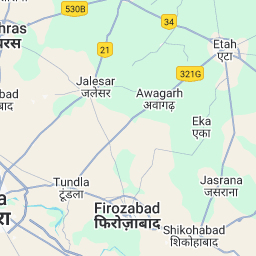 530B
34
hras
रस
21
Etah
एटा
321G
Jalesar
जलेसर
Awagarh
अवागढ़
bad
बाद
Eka
एका
Tundla
टूंडला
Jasrana
जसराना
a
रा
Firozabad
फिरोज़ाबाद
Shikohabad
शिकोहाबाद